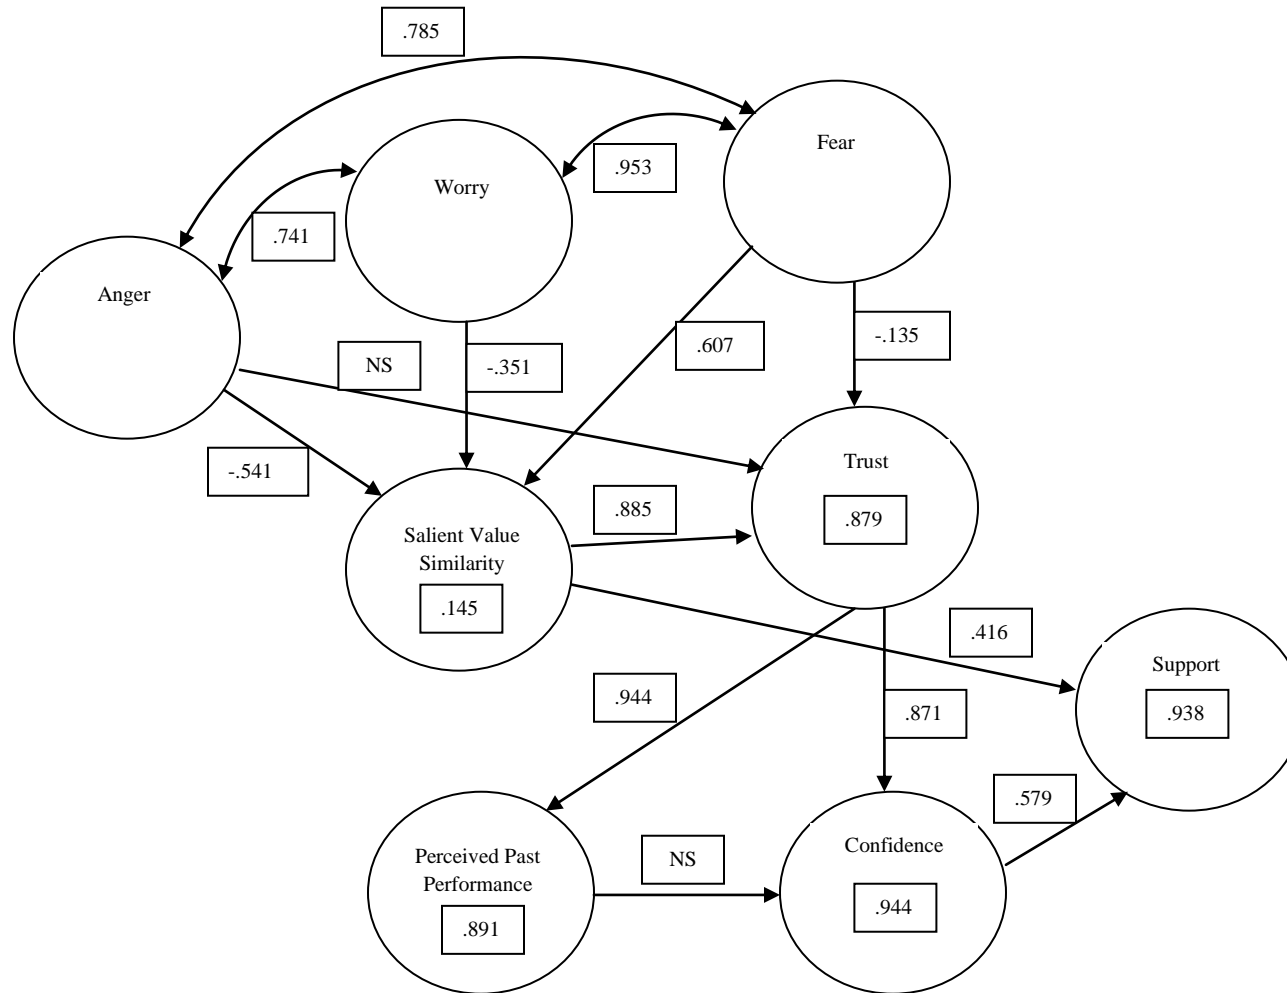 .785
Fear
.953
Worry
.741
Anger
NS
-.351
.607
-.135
-.541
Trust
.879
.885
Salient Value
Similarity
.145
.416
Support
.938
.944
.871
.579
Perceived Past
Performance
.891
NS
Confidence
.944